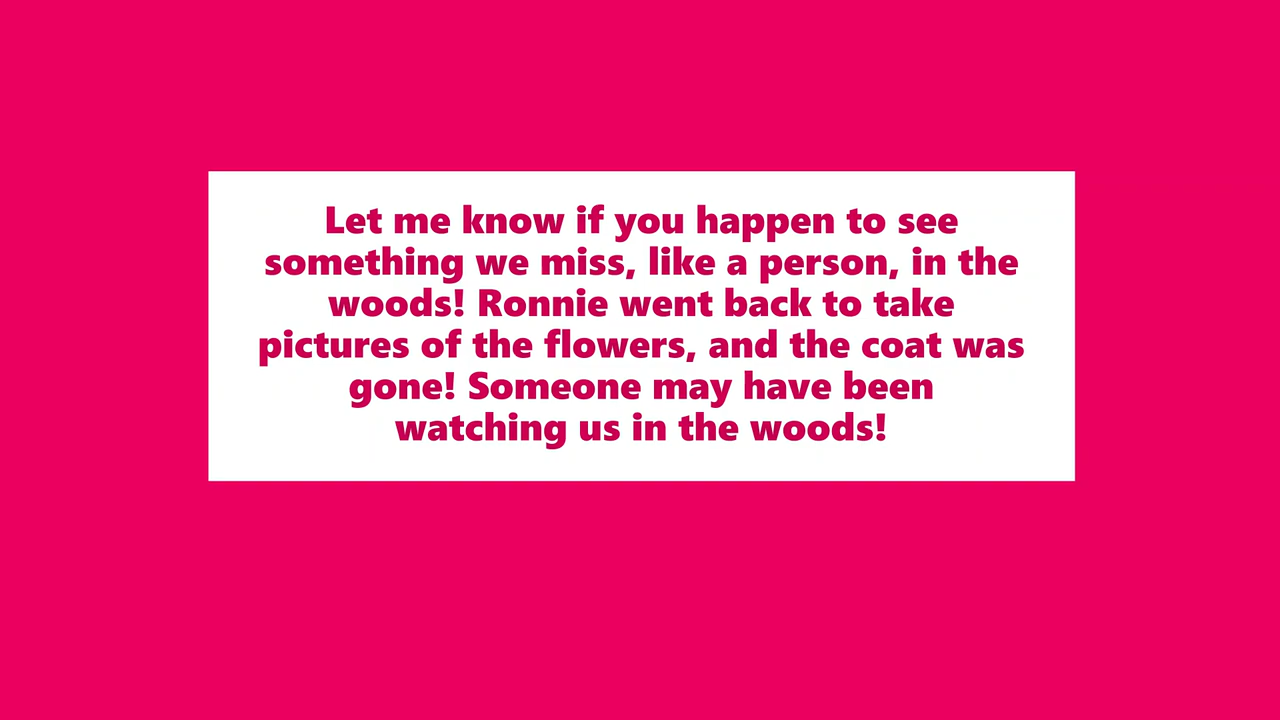 Let me know if you happen to see
something we miss, like a person, in the
woods! Ronnie went back to take
pictures of the flowers, and the coat was
gone! Someone may have been
watching us in the woods!